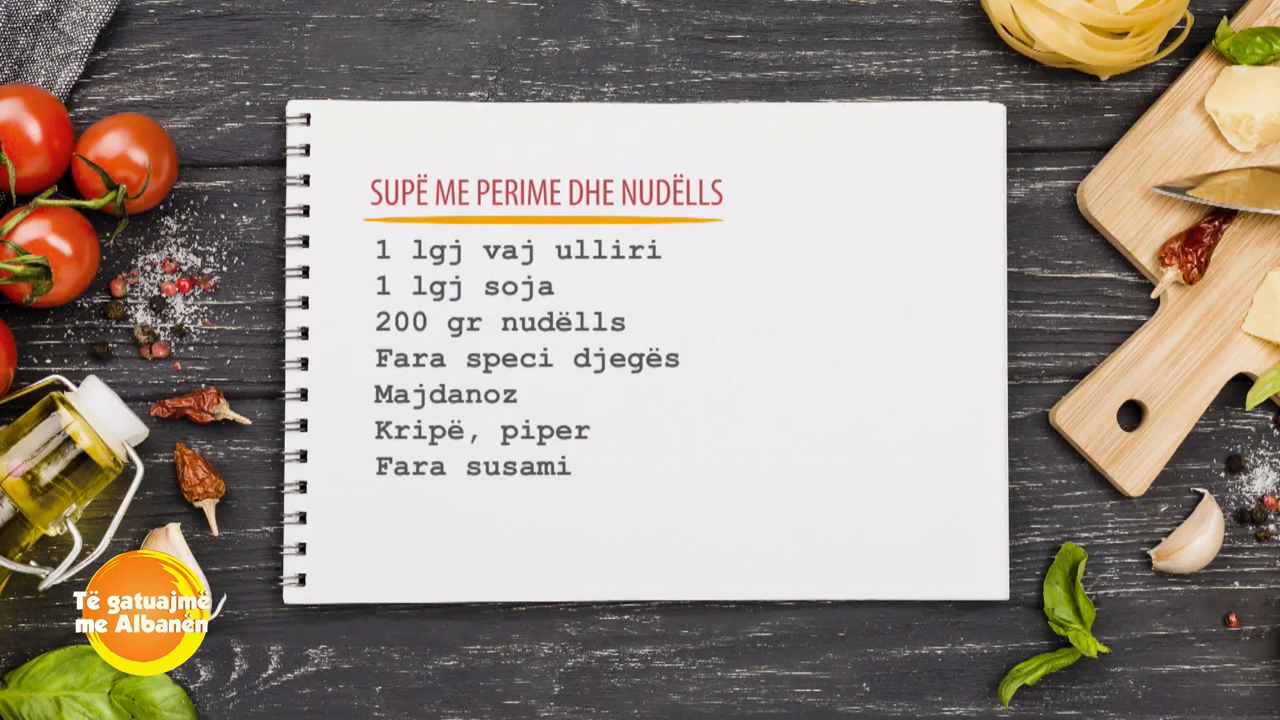 SUPË ME PERIME DHE NUDËLLS
1 lgj vaj ulliri
1 lgj soja
200 gr nudëlls
Fara speci djegës
Majdanoz
Kripë, piper
Fara susami
Të gatuajmë
me Albanën